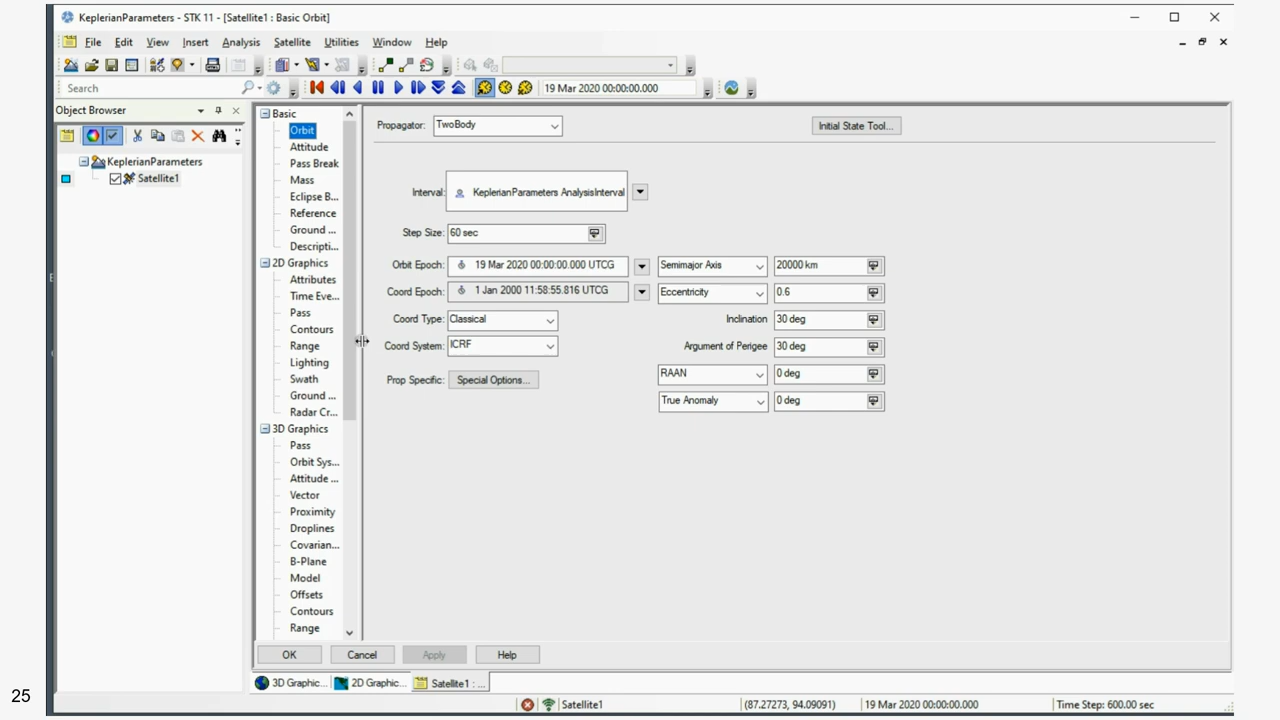 KeplerianParameters - STK 11 - [Satellite1 : Basic Orbit]
File Edit View Insert Analysis Satellite Utilities Window Help
Search
19 Mar 2020 00:00:00.000
Object Browser
KeplerianParameters
Satellite1
Basic
Orbit
Attitude
Pass Break
Mass
Eclipse B...
Reference
Ground ...
Descripti...
2D Graphics
Attributes
Time Eve...
Pass
Contours
Range
Lighting
Swath
Ground ...
Radar Cr...
3D Graphics
Pass
Orbit Sys...
Attitude ...
Vector
Proximity
Droplines
Covarian...
B-Plane
Model
Offsets
Contours
Range
Propagator: TwoBody Initial State Tool...
Interval: KeplerianParameters AnalysisInterval
Step Size: 60 sec
Orbit Epoch: 19 Mar 2020 00:00:00.000 UTCG Semimajor Axis 20000 km
Coord Epoch: 1 Jan 2000 11:58:55.816 UTCG Eccentricity 0.6
Coord Type: Classical Inclination 30 deg
Coord System: ICRF Argument of Perigee 30 deg
Prop Specific: Special Options... RAAN 0 deg
True Anomaly 0 deg
OK Cancel Apply Help
3D Graphic... 2D Graphic... Satellite1 : ...
Satellite1 (87.27273, 94.09091) 19 Mar 2020 00:00:00.000 Time Step: 600.00 sec
25